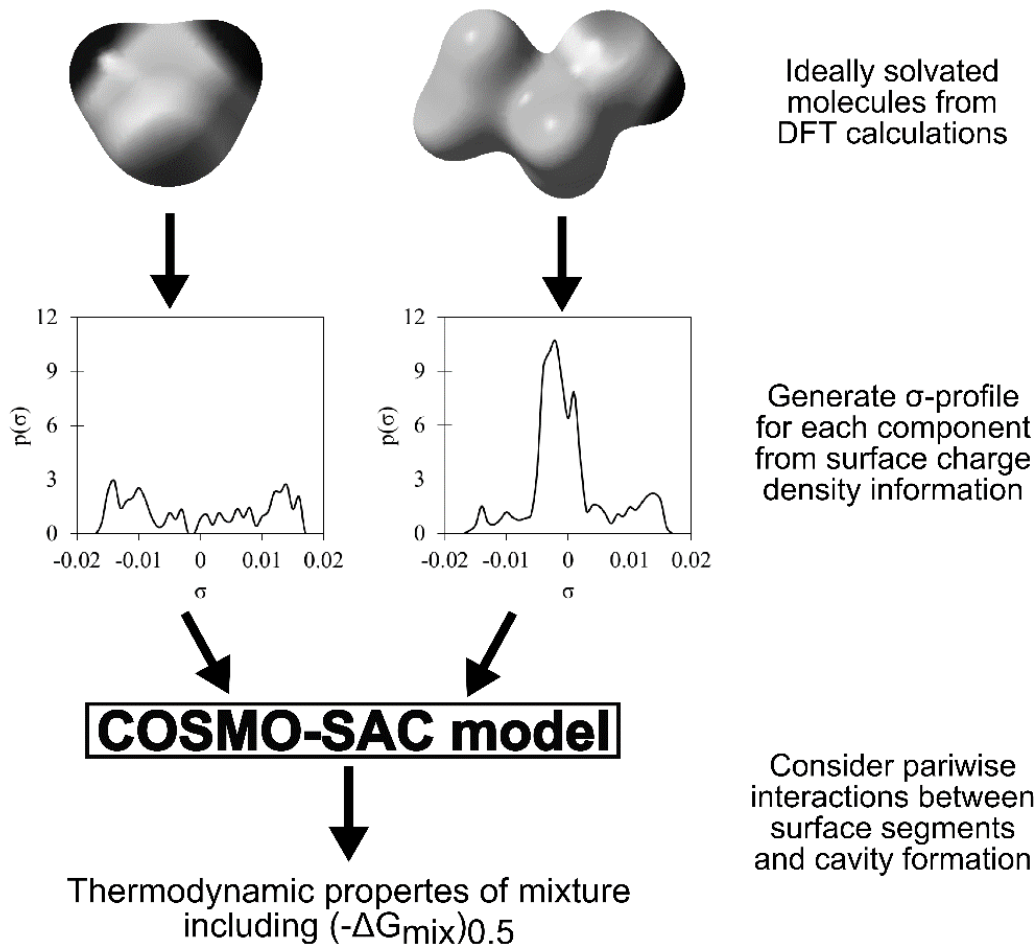 Ideally solvated
molecules from
DFT calculations
12
9
6
3
0
p(σ)
-0.02 -0.01 0 0.01 0.02
σ
12
9
6
3
0
p(σ)
-0.02 -0.01 0 0.01 0.02
σ
Generate σ-profile
for each component
from surface charge
density information
COSMO-SAC model
Consider pariwise
interactions between
surface segments
and cavity formation
Thermodynamic propertes of mixture
including (-ΔGmix)0.5